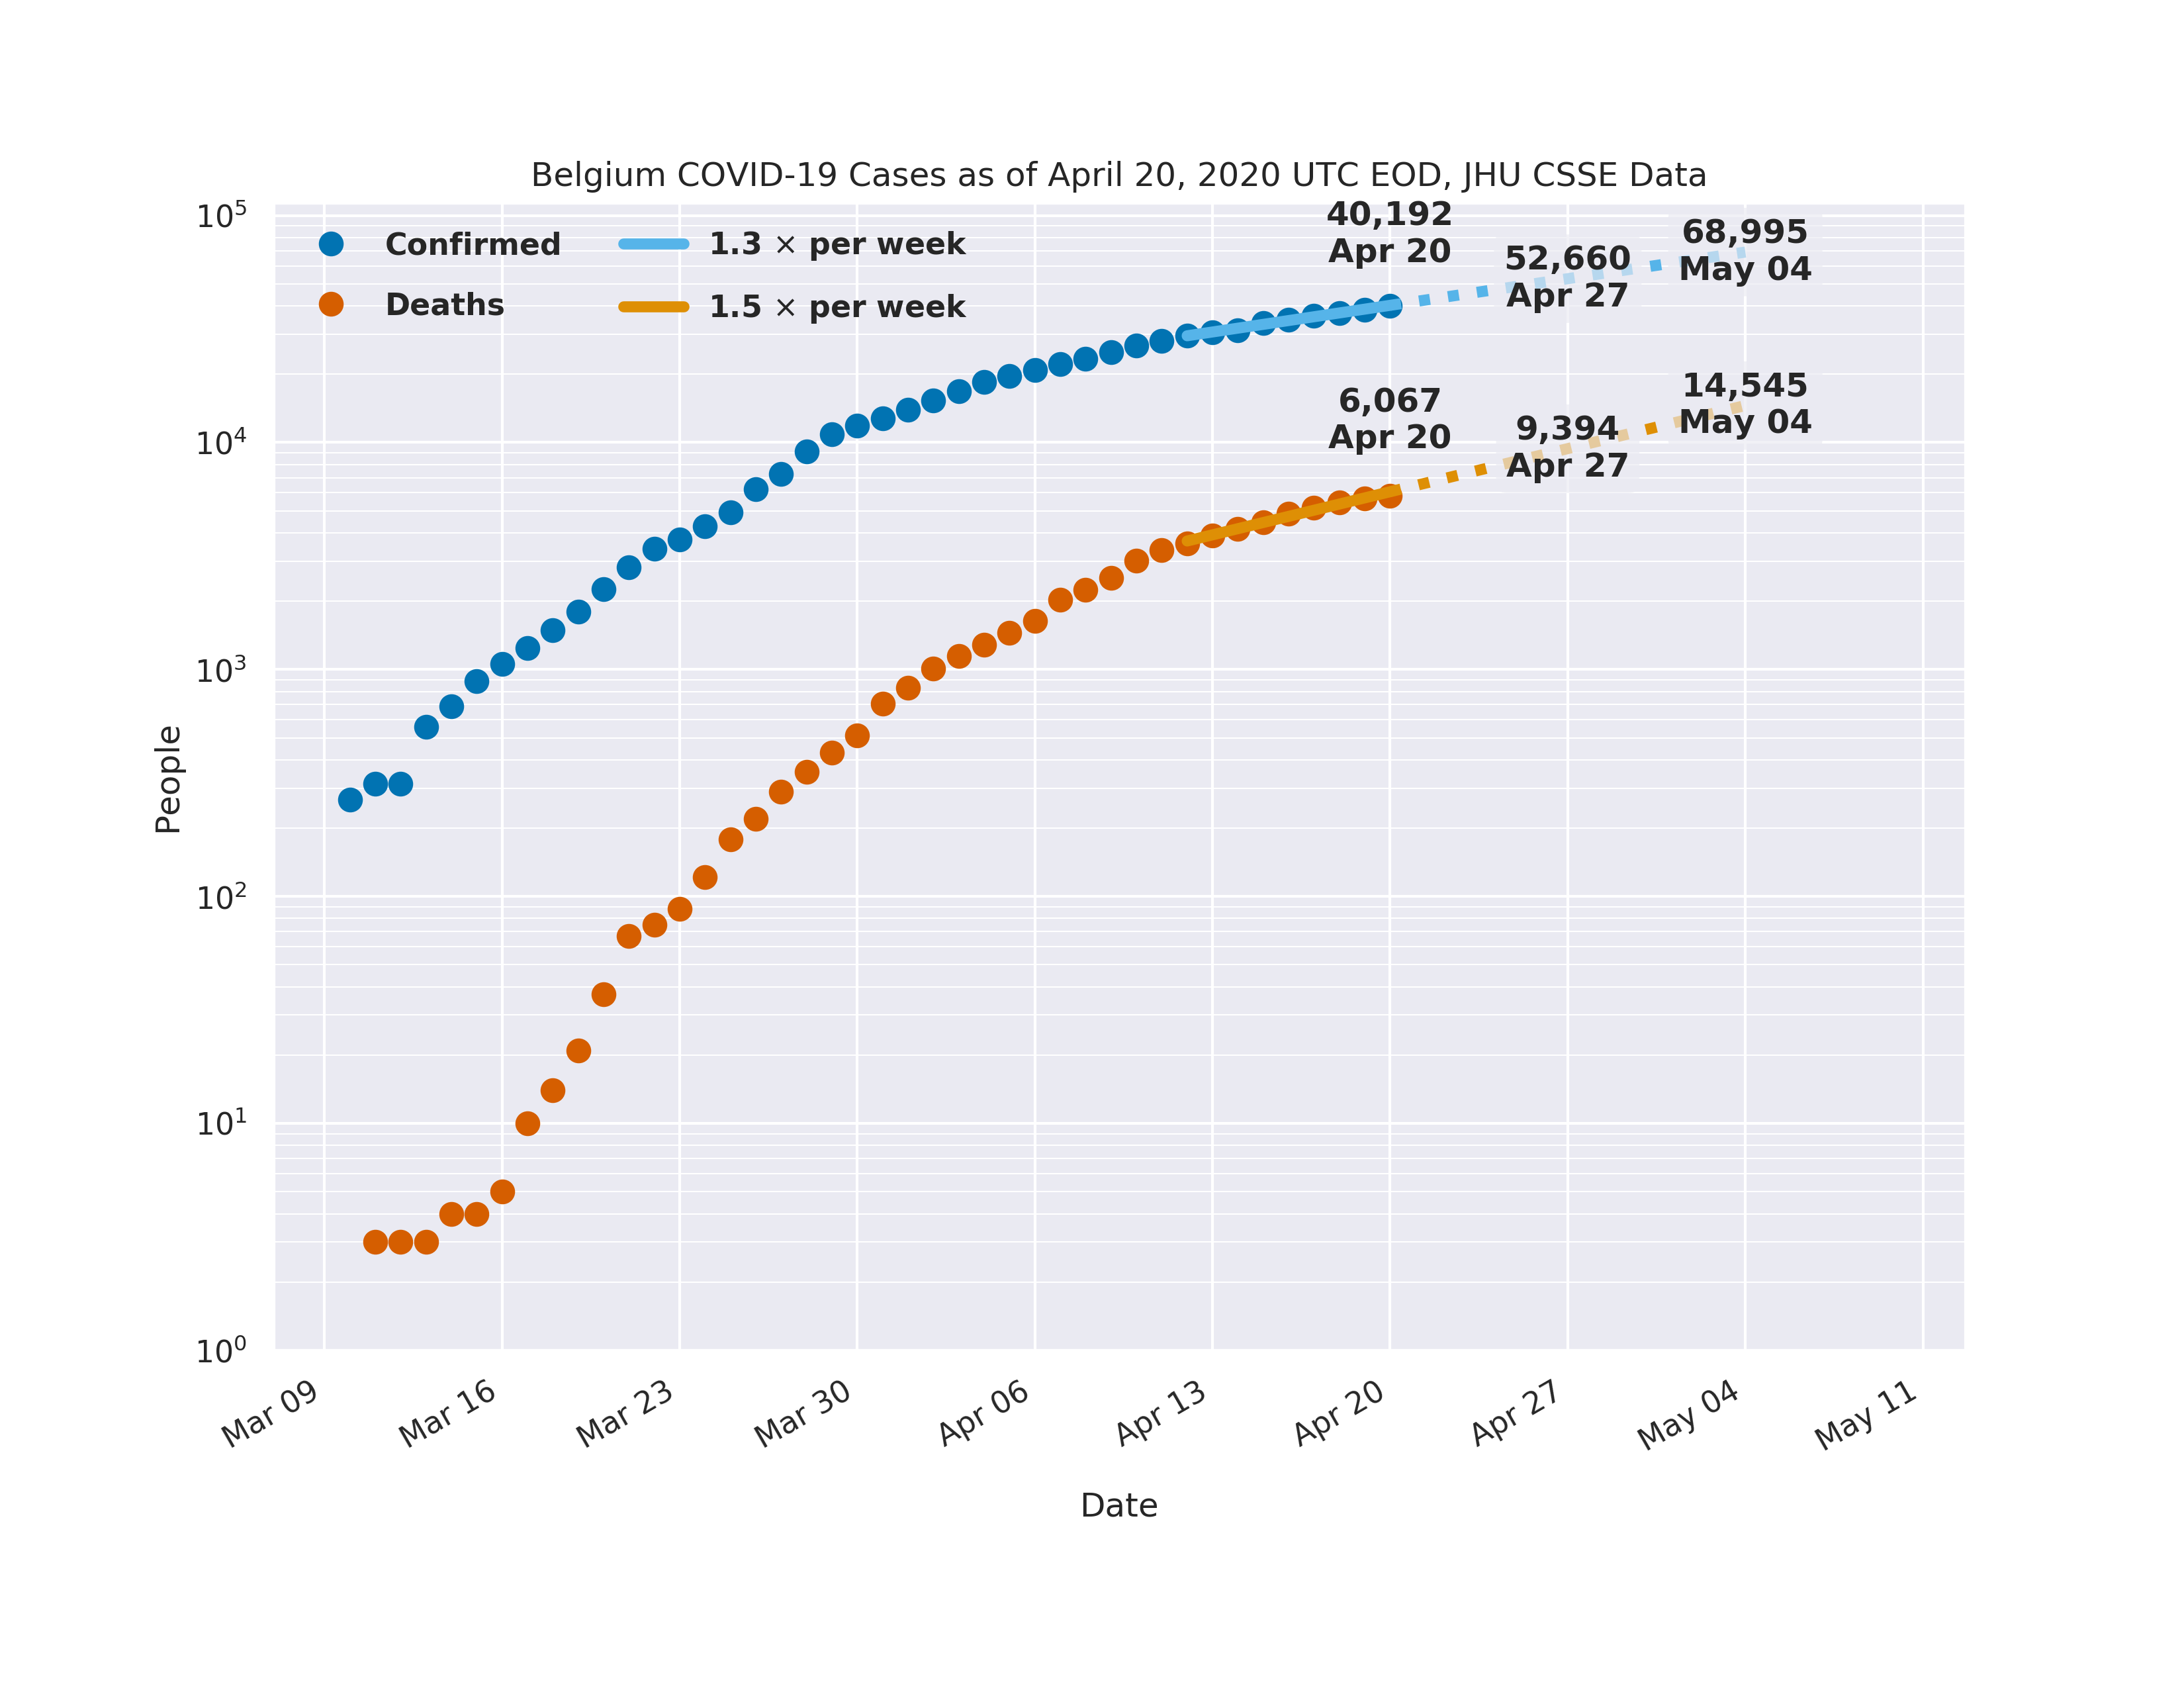 Belgium COVID-19 Cases as of April 20, 2020 UTC EOD, JHU CSSE Data
Confirmed
Deaths
1.3 × per week
1.5 × per week
40,192
Apr 20
52,660
Apr 27
68,995
May 04
6,067
Apr 20
9,394
Apr 27
14,545
May 04
10⁵
10⁴
10³
10²
10¹
10⁰
People
Mar 09
Mar 16
Mar 23
Mar 30
Apr 06
Apr 13
Apr 20
Apr 27
May 04
May 11
Date